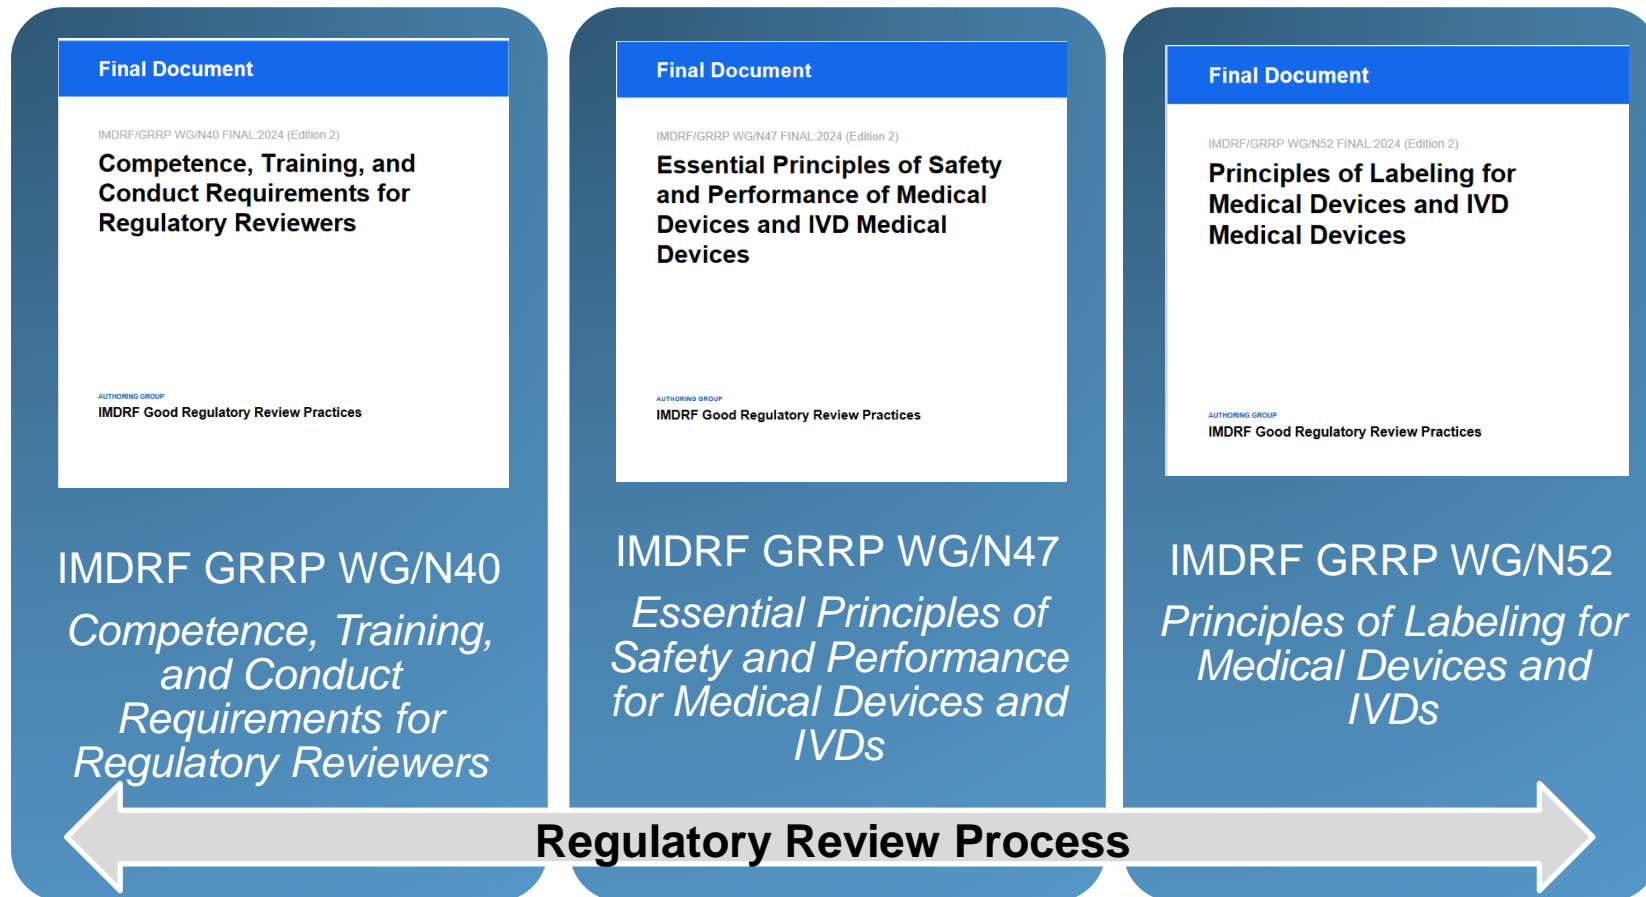 Final Document
IMDRF/GRRP WG/N40 FINAL:2024 (Edition 2)
Competence, Training, and
Conduct Requirements for
Regulatory Reviewers
AUTHORING GROUP
IMDRF Good Regulatory Review Practices
IMDRF GRRP WG/N40
Competence, Training,
and Conduct
Requirements for
Regulatory Reviewers
Final Document
IMDRF/GRRP WG/N47 FINAL:2024 (Edition 2)
Essential Principles of Safety
and Performance of Medical
Devices and IVD Medical
Devices
AUTHORING GROUP
IMDRF Good Regulatory Review Practices
IMDRF GRRP WG/N47
Essential Principles of
Safety and Performance
for Medical Devices and
IVDs
Final Document
IMDRF/GRRP WG/N52 FINAL:2024 (Edition 2)
Principles of Labeling for
Medical Devices and IVD
Medical Devices
AUTHORING GROUP
IMDRF Good Regulatory Review Practices
IMDRF GRRP WG/N52
Principles of Labeling for
Medical Devices and
IVDs
Regulatory Review Process